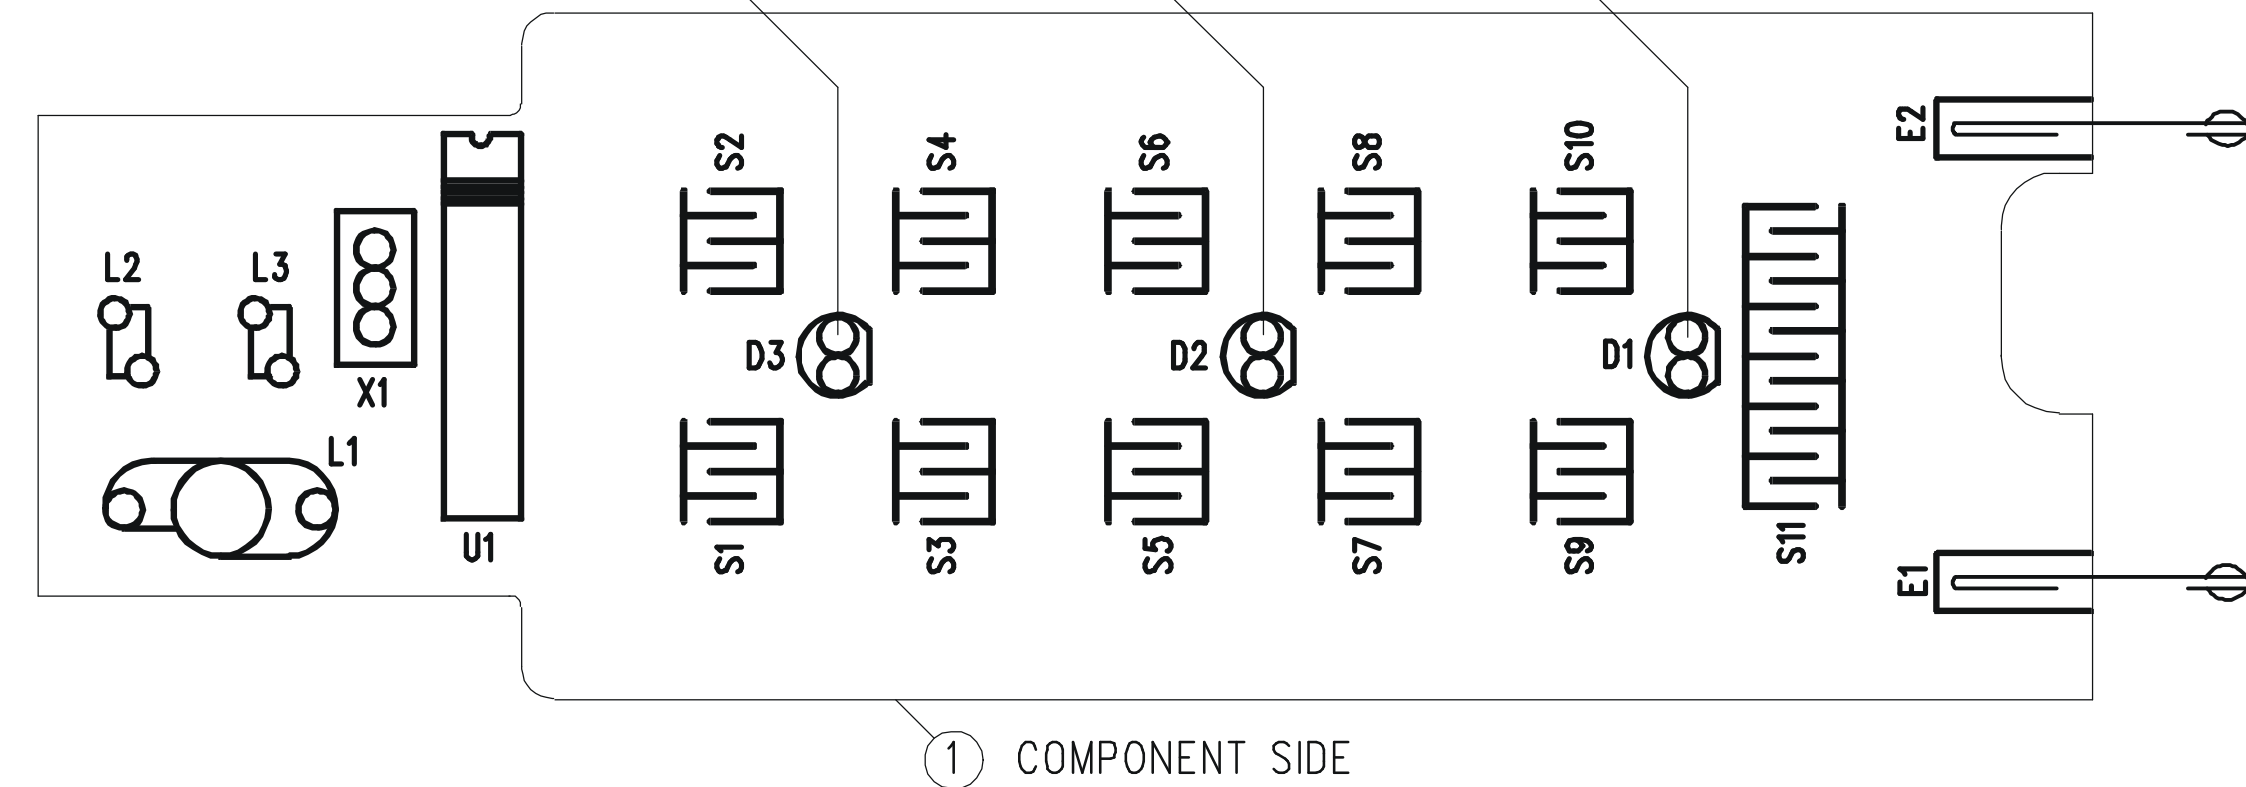 E2
S2
S4
S6
S8
S10
L2
L3
D3
D2
D1
X1
L1
U1
S1
S3
S5
S7
S9
S11
E1
1 COMPONENT SIDE